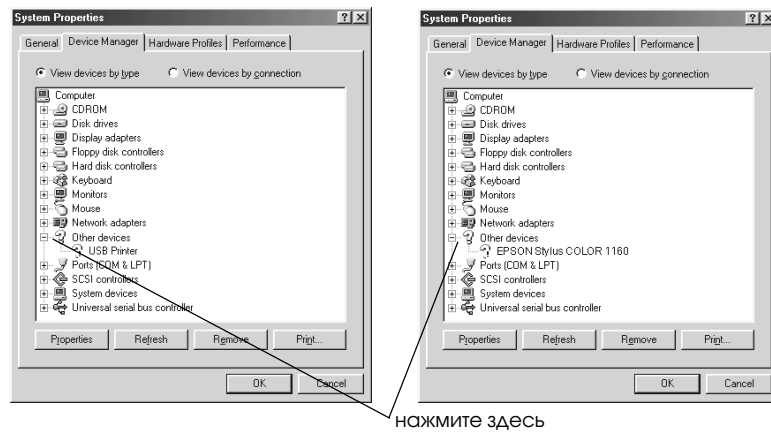 System Properties
General Device Manager Hardware Profiles Performance
View devices by type View devices by connection
Computer
CDROM
Disk drives
Display adapters
Floppy disk controllers
Hard disk controllers
Keyboard
Monitors
Mouse
Network adapters
Other devices
USB Printer
Ports (COM & LPT)
SCSI controllers
System devices
Universal serial bus controller
Properties Refresh Remove Print...
OK Cancel
System Properties
General Device Manager Hardware Profiles Performance
View devices by type View devices by connection
Computer
CDROM
Disk drives
Display adapters
Floppy disk controllers
Hard disk controllers
Keyboard
Monitors
Mouse
Network adapters
Other devices
EPSON Stylus COLOR 1160
Ports (COM & LPT)
SCSI controllers
System devices
Universal serial bus controller
Properties Refresh Remove Print...
OK Cancel
нажмите здесь